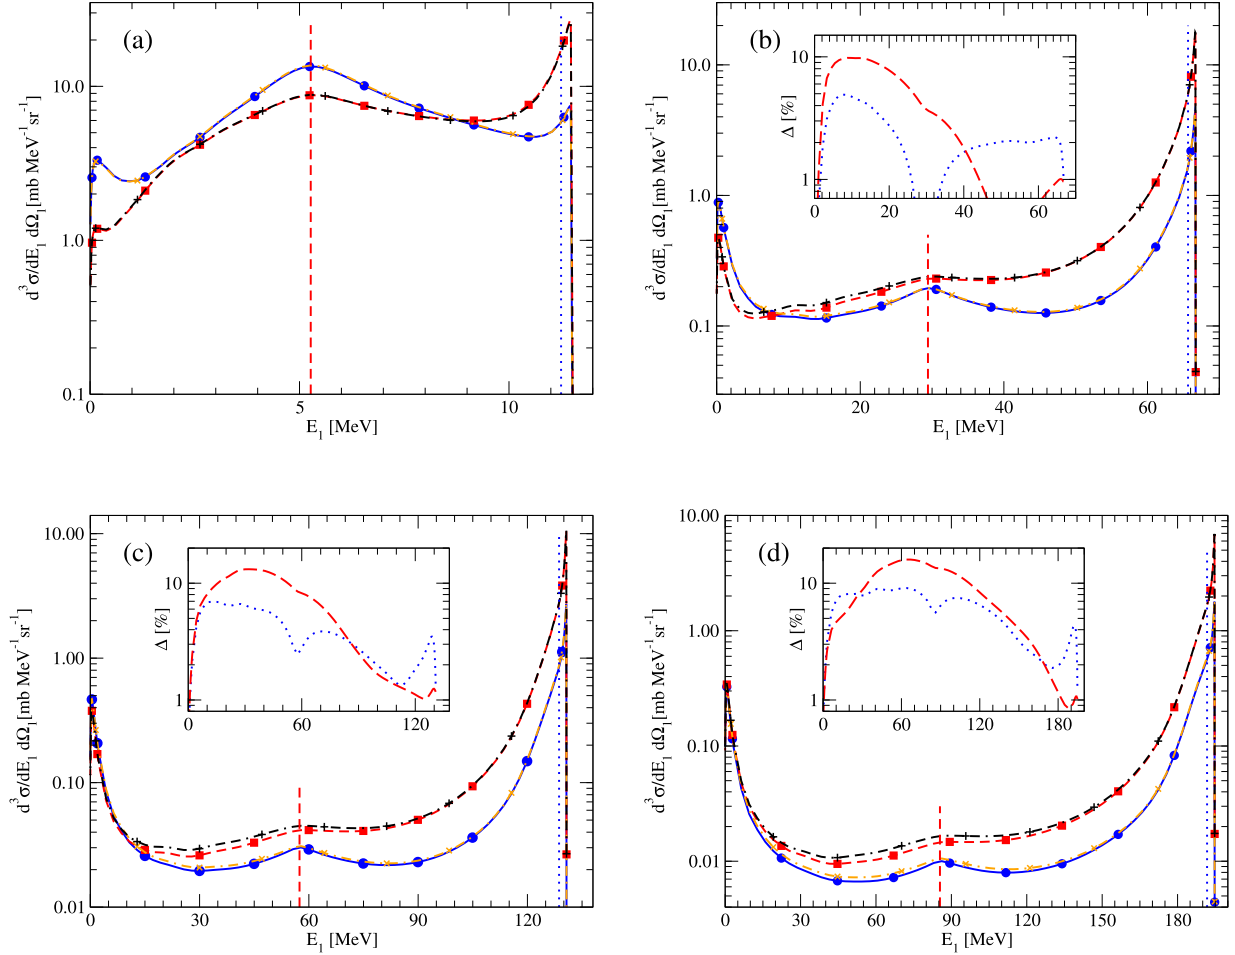 (a)
10.0
1.0
0.1
d³σ/dE₁ dΩ₁[mb MeV⁻¹ sr⁻¹]
0 5 10
E₁ [MeV]
(b)
10.0
1.0
0.1
d³σ/dE₁ dΩ₁[mb MeV⁻¹ sr⁻¹]
10
1
Δ [%]
0 20 40 60
0 20 40 60
E₁ [MeV]
(c)
10.00
1.00
0.10
0.01
d³σ/dE₁ dΩ₁[mb MeV⁻¹ sr⁻¹]
10
1
Δ [%]
0 60 120
0 30 60 90 120
E₁ [MeV]
(d)
10.00
1.00
0.10
0.01
d³σ/dE₁ dΩ₁[mb MeV⁻¹ sr⁻¹]
10
1
Δ [%]
0 60 120 180
0 30 60 90 120 150 180
E₁ [MeV]